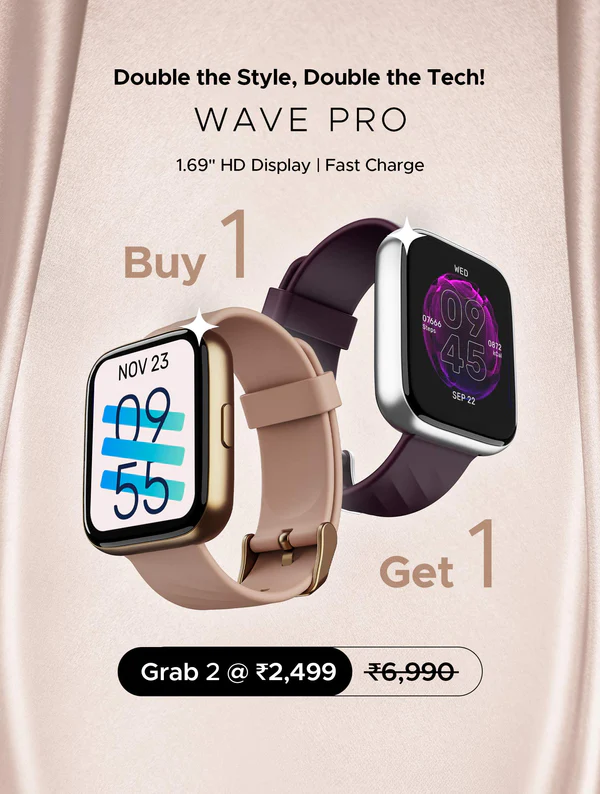 Double the Style, Double the Tech!
WAVE PRO
1.69" HD Display | Fast Charge
Buy 1
WED
09
45
07666
Steps
0872
kCal
SEP 22
NOV 23
09
55
Get 1
Grab 2 @ ₹2,499 ₹6,990